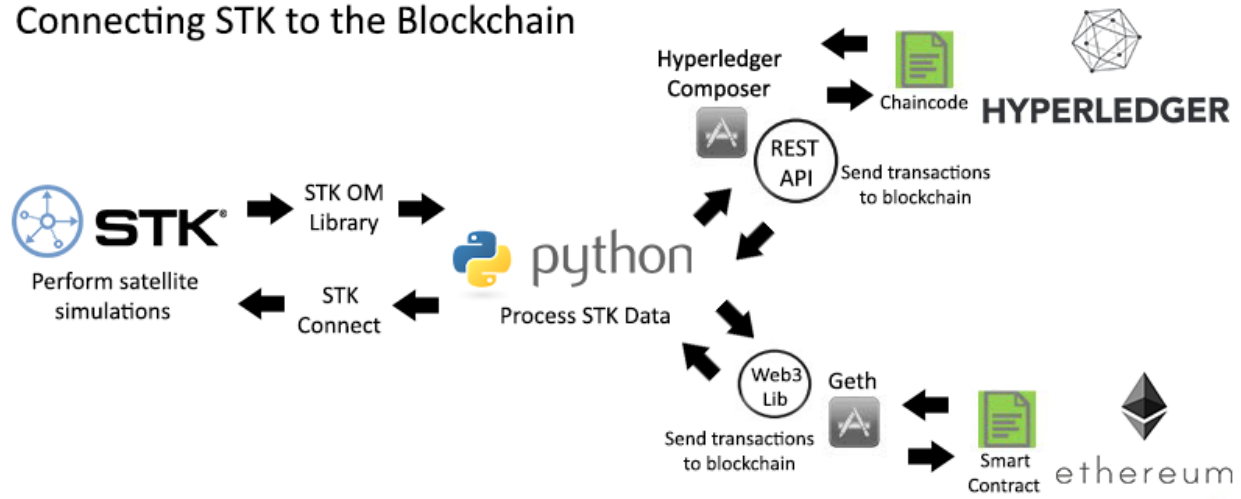 Connecting STK to the Blockchain
Hyperledger
Composer
REST
API
Send transactions
to blockchain
Chaincode
HYPERLEDGER
STK®
Perform satellite
simulations
STK OM
Library
STK
Connect
python
Process STK Data
Web3
Lib
Send transactions
to blockchain
Geth
Smart
Contract
ethereum